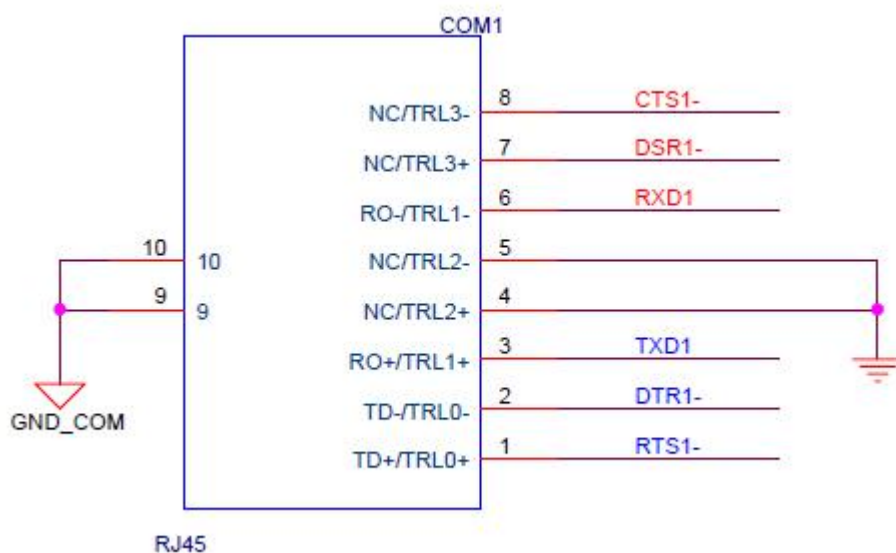 COM1
NC/TRL3- 8 CTS1-
NC/TRL3+ 7 DSR1-
RO-/TRL1- 6 RXD1
10 10 NC/TRL2- 5
9 9 NC/TRL2+ 4
RO+/TRL1+ 3 TXD1
TD-/TRL0- 2 DTR1-
GND_COM
TD+/TRL0+ 1 RTS1-
RJ45